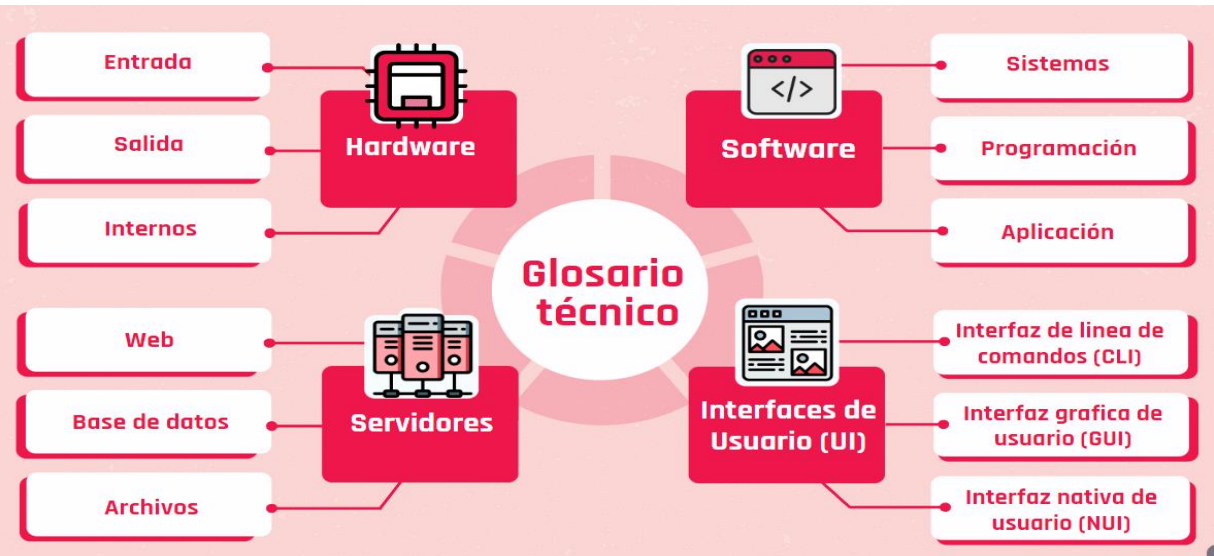 Entrada
Salida
Internos
Hardware
</>
Software
Sistemas
Programación
Aplicación
Glosario
técnico
Web
Base de datos
Archivos
Servidores
Interfaces de
Usuario (UI)
Interfaz de linea de
comandos (CLI)
Interfaz grafica de
usuario (GUI)
Interfaz nativa de
usuario (NUI)